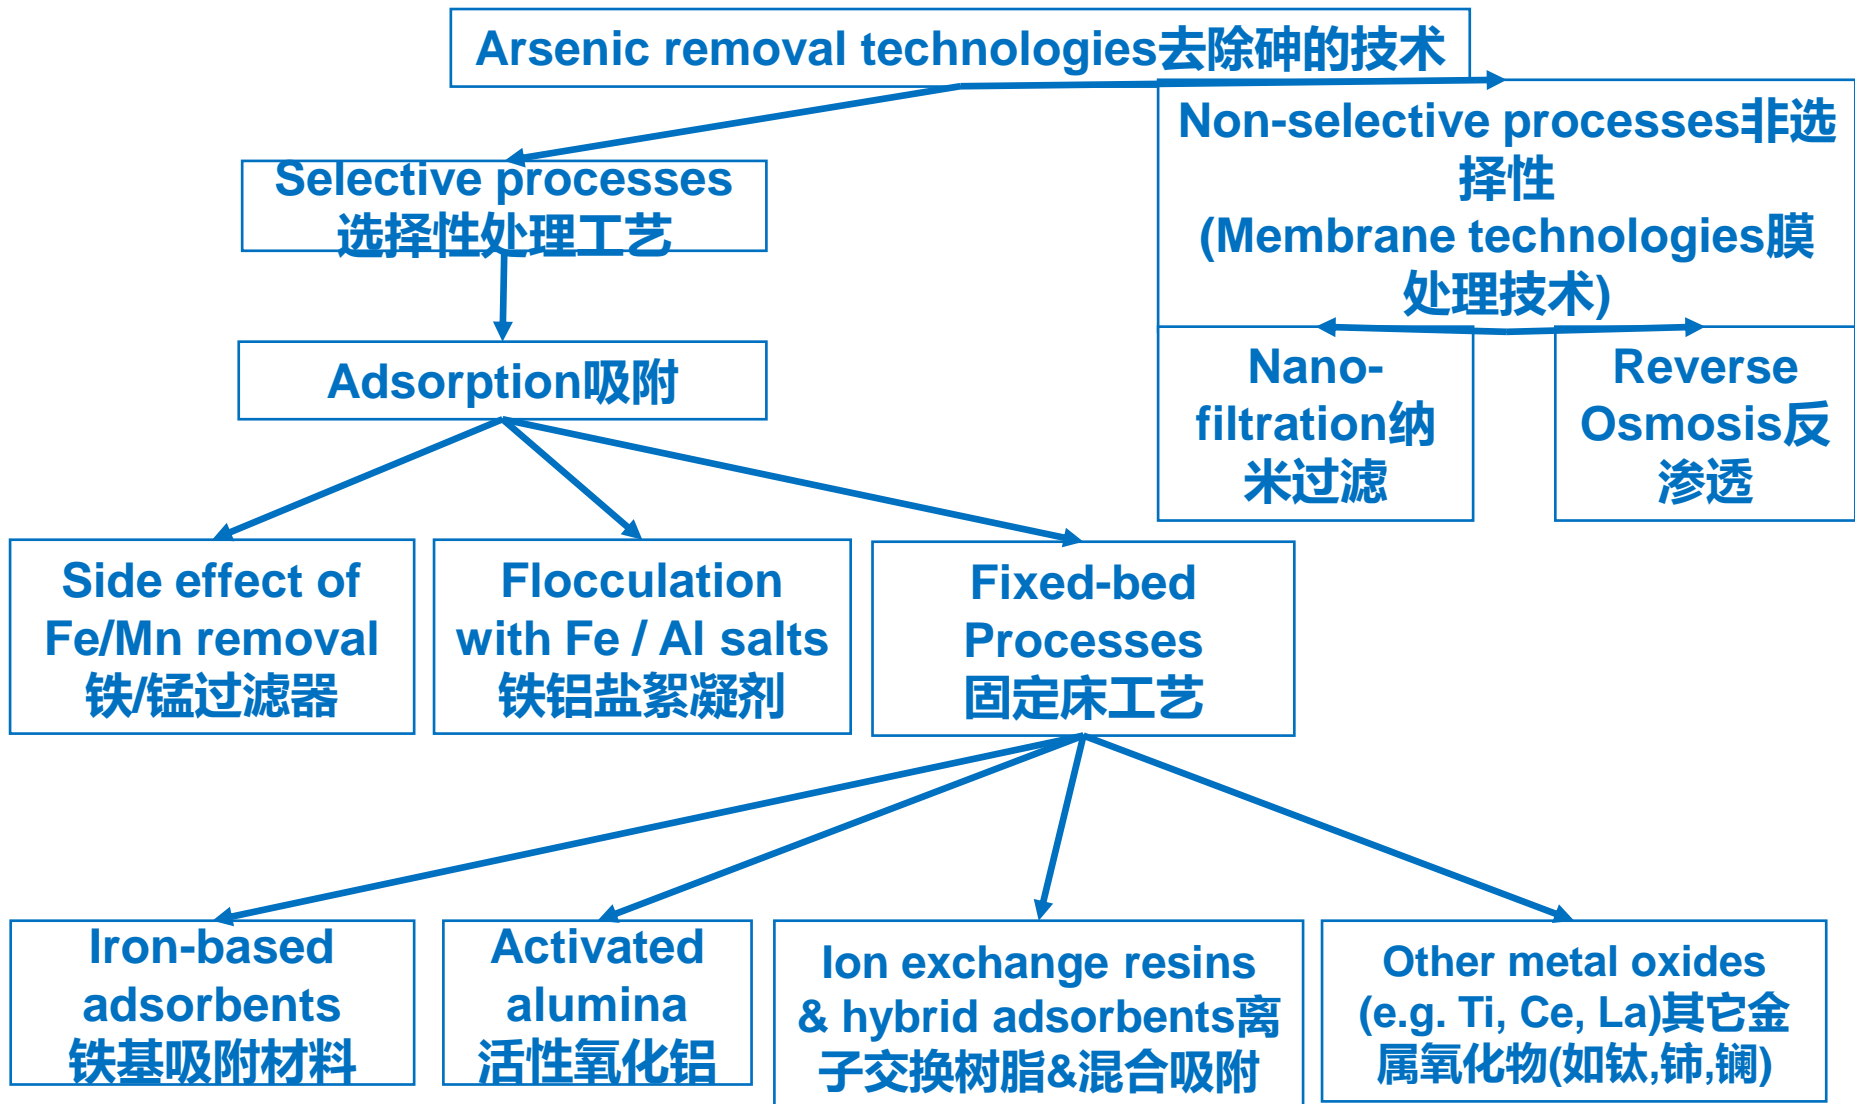 Arsenic removal technologies去除砷的技术
Non-selective processes非选
择性
(Membrane technologies膜
处理技术)
Selective processes
选择性处理工艺
Adsorption吸附
Nano-
filtration纳
米过滤
Reverse
Osmosis反
渗透
Side effect of
Fe/Mn removal
铁/锰过滤器
Flocculation
with Fe / Al salts
铁铝盐絮凝剂
Fixed-bed
Processes
固定床工艺
Iron-based
adsorbents
铁基吸附材料
Activated
alumina
活性氧化铝
Ion exchange resins
& hybrid adsorbents离
子交换树脂&混合吸附
Other metal oxides
(e.g. Ti, Ce, La)其它金
属氧化物(如钛,铈,镧)